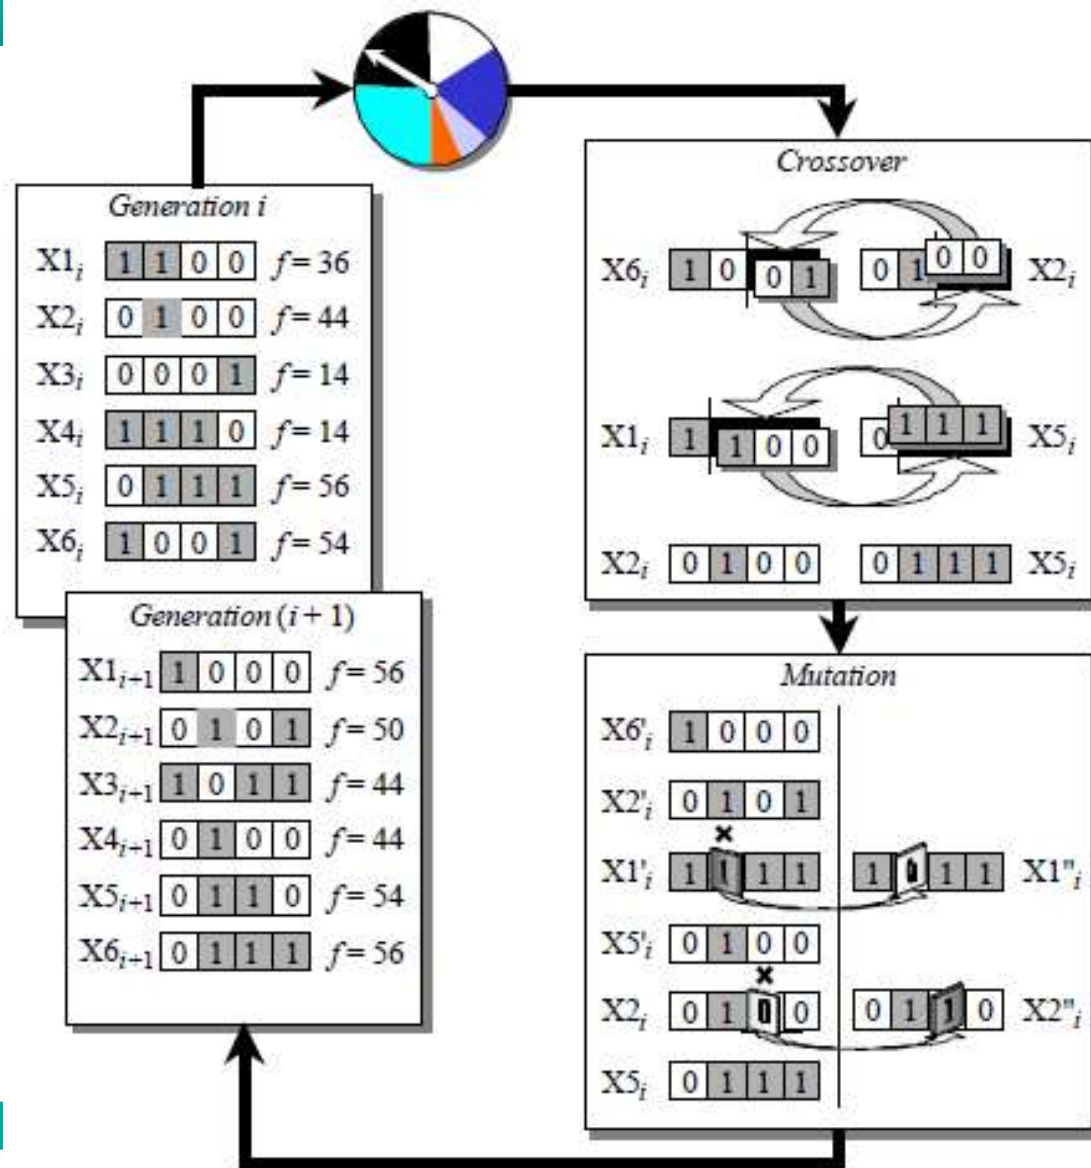 Generation i
X1i 1 1 0 0 f = 36
X2i 0 1 0 0 f = 44
X3i 0 0 0 1 f = 14
X4i 1 1 1 0 f = 14
X5i 0 1 1 1 f = 56
X6i 1 0 0 1 f = 54
Generation (i + 1)
X1i+1 1 0 0 0 f = 56
X2i+1 0 1 0 1 f = 50
X3i+1 1 0 1 1 f = 44
X4i+1 0 1 0 0 f = 44
X5i+1 0 1 1 0 f = 54
X6i+1 0 1 1 1 f = 56
Crossover
X6i 1 0 0 1 0 1 0 0 X2i
X1i 1 1 0 0 0 1 1 1 X5i
X2i 0 1 0 0 0 1 1 1 X5i
Mutation
X6'i 1 0 0 0
X2'i 0 1 0 1
X1'i 1 1 1 1 1 0 1 1 X1"i
X5'i 0 1 0 0
X2i 0 1 0 0 0 1 1 0 X2"i
X5i 0 1 1 1